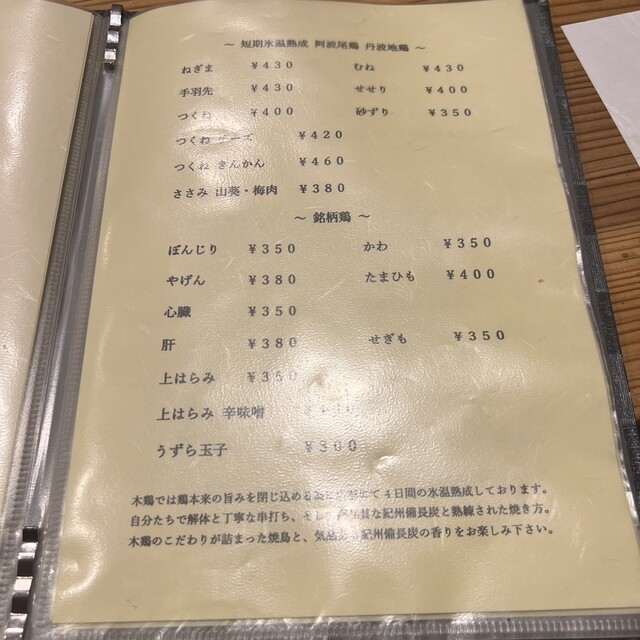 ～ 短期氷温熟成 阿波尾鶏 丹波地鶏 ～
ねぎま ￥４３０ むね ￥４３０
手羽先 ￥４３０ せせり ￥４００
つくね ￥４００ 砂ずり ￥３５０
つくね チーズ ￥４２０
つくね きんかん ￥４６０
ささみ 山葵・梅肉 ￥３８０
～ 銘柄鶏 ～
ぼんじり ￥３５０ かわ ￥３５０
やげん ￥３８０ たまひも ￥４００
心臓 ￥３５０
肝 ￥３８０ せぎも ￥３５０
上はらみ ￥３５０
上はらみ 辛味噌
うずら玉子 ￥３００
木鶏では鶏本来の旨みを閉じ込める為 にて４日間の氷温熟成しております。
自分たちで解体と丁寧な串打ち、そして な紀州備長炭と熟練された焼き方。
木鶏のこだわりが詰まった焼鳥と、 紀州備長炭の香りをお楽しみ下さい。